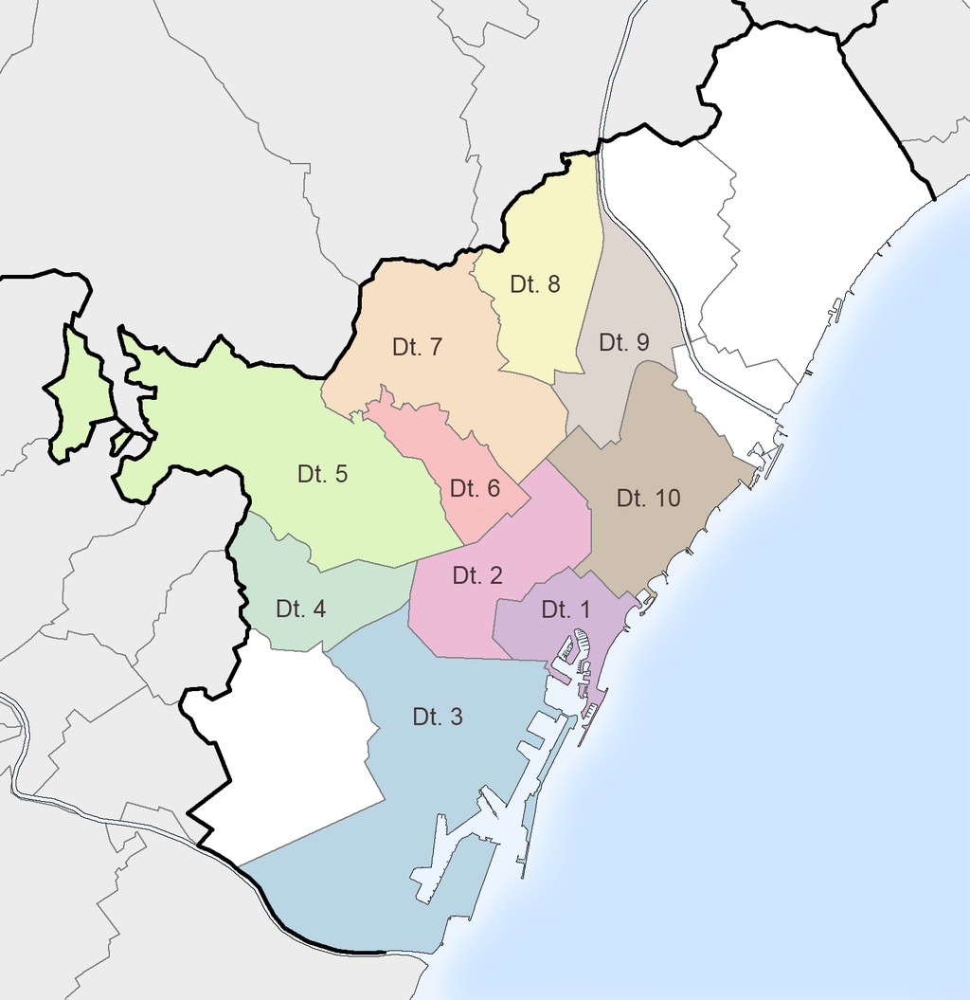 Dt. 8
Dt. 9
Dt. 7
Dt. 5
Dt. 6
Dt. 10
Dt. 2
Dt. 4
Dt. 1
Dt. 3